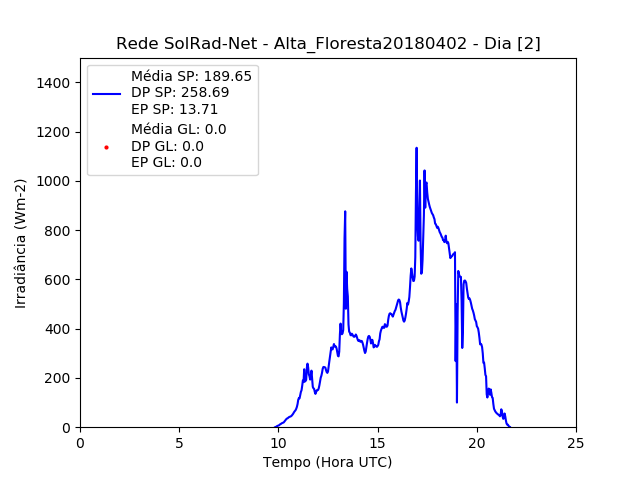 Rede SolRad-Net - Alta_Floresta20180402 - Dia [2]
Média SP: 189.65
DP SP: 258.69
EP SP: 13.71
Média GL: 0.0
DP GL: 0.0
EP GL: 0.0
1400
1200
1000
800
600
400
200
0
Irradiância (Wm-2)
0 5 10 15 20 25
Tempo (Hora UTC)